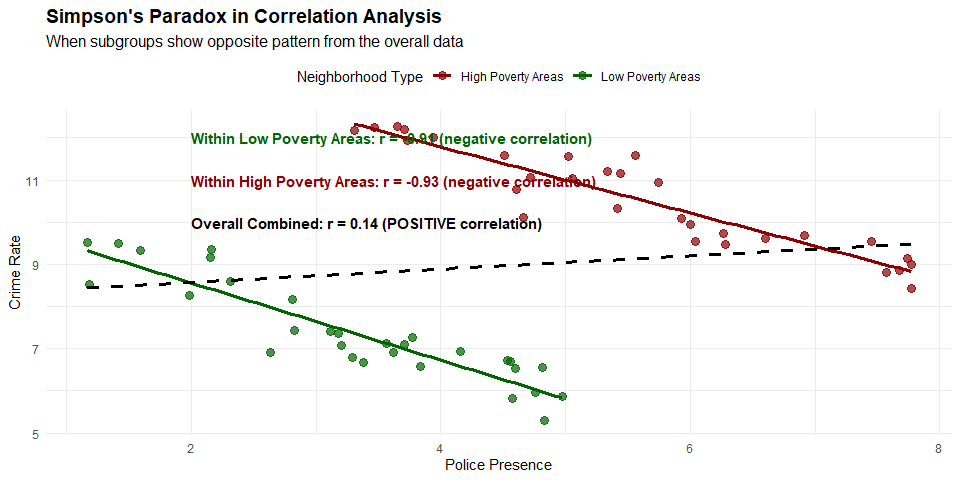 Simpson's Paradox in Correlation Analysis
When subgroups show opposite pattern from the overall data
Neighborhood Type High Poverty Areas Low Poverty Areas
Within Low Poverty Areas: r = -0.91 (negative correlation)
Within High Poverty Areas: r = -0.93 (negative correlation)
Overall Combined: r = 0.14 (POSITIVE correlation)
Crime Rate
11
9
7
5
2 4 6 8
Police Presence